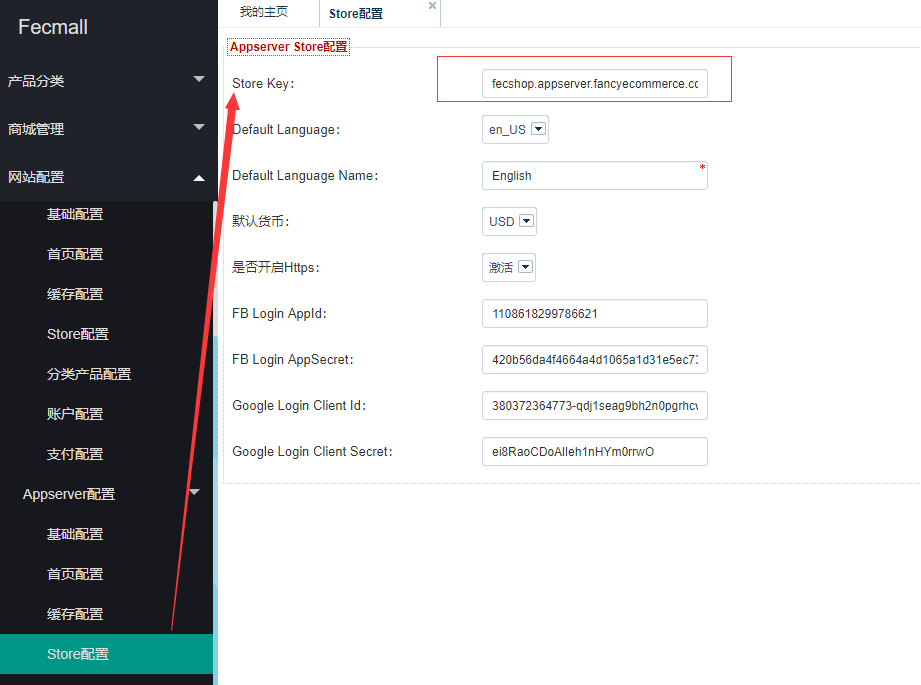 Fecmall
产品分类
商城管理
网站配置
基础配置
首页配置
缓存配置
Store配置
分类产品配置
账户配置
支付配置
Appserver配置
基础配置
首页配置
缓存配置
Store配置
我的主页
Store配置
Appserver Store配置
Store Key:
fecshop.appserver.fancyecommerce.cc
Default Language:
en_US
Default Language Name:
English
*
默认货币:
USD
是否开启Https:
激活
FB Login AppId:
1108618299786621
FB Login AppSecret:
420b56da4f4664a4d1065a1d31e5ec73
Google Login Client Id:
380372364773-qdj1seag9bh2n0pgrhcv
Google Login Client Secret:
ei8RaoCDoAlleh1nHYm0rrwO